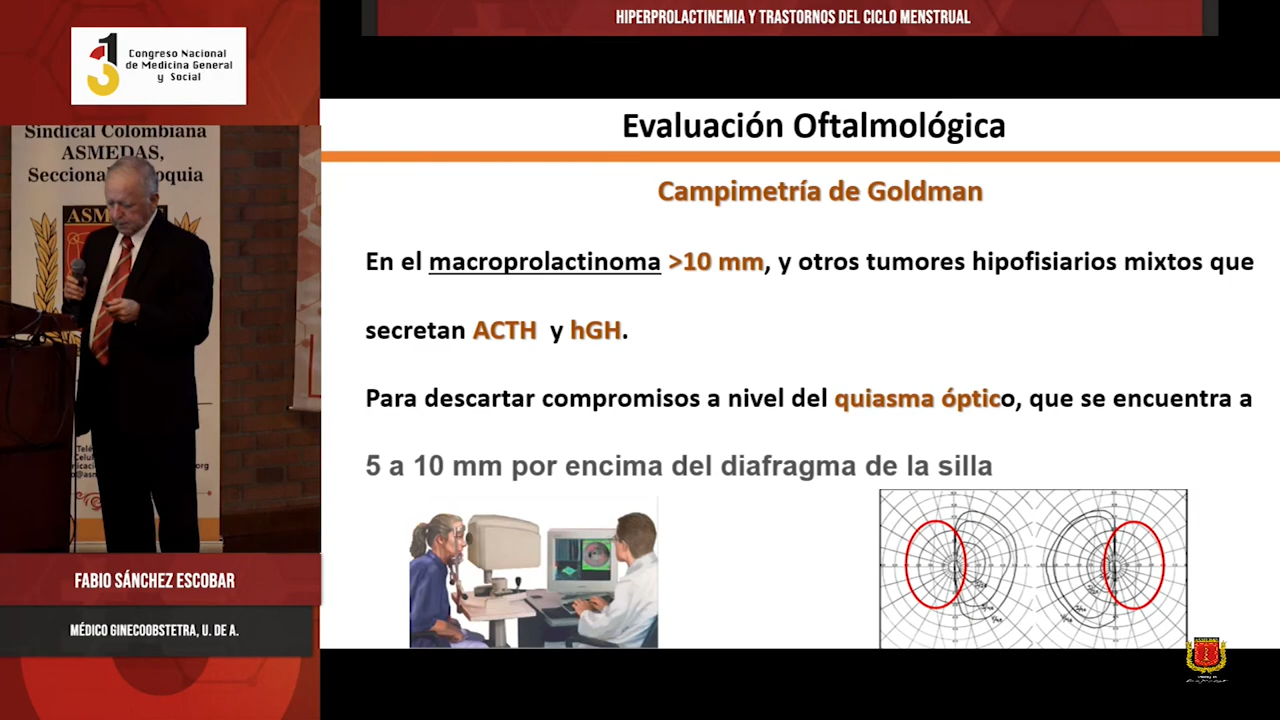 HIPERPROLACTINEMIA Y TRASTORNOS DEL CICLO MENSTRUAL
31
Congreso Nacional
de Medicina General
y Social
Sindical Colombiana
ASMEDAS,
Seccional
quia
Evaluación Oftalmológica
Campimetría de Goldman
En el macroprolactinoma >10 mm, y otros tumores hipofisiarios mixtos que
secretan ACTH y hGH.
Para descartar compromisos a nivel del quiasma óptico, que se encuentra a
5 a 10 mm por encima del diafragma de la silla
FABIO SÁNCHEZ ESCOBAR
MÉDICO GINECOOBSTETRA, U. DE A.